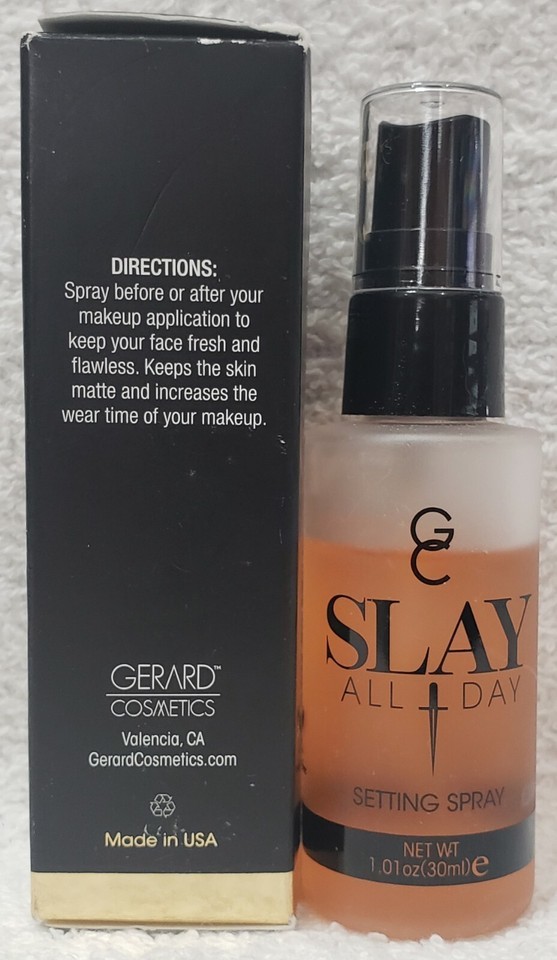 DIRECTIONS:
Spray before or after your
makeup application to
keep your face fresh and
flawless. Keeps the skin
matte and increases the
wear time of your makeup.
GERARD™
COSMETICS
Valencia, CA
GerardCosmetics.com
Made in USA
GC
SLAY
ALL DAY
SETTING SPRAY
NET WT
1.01oz(30ml)e